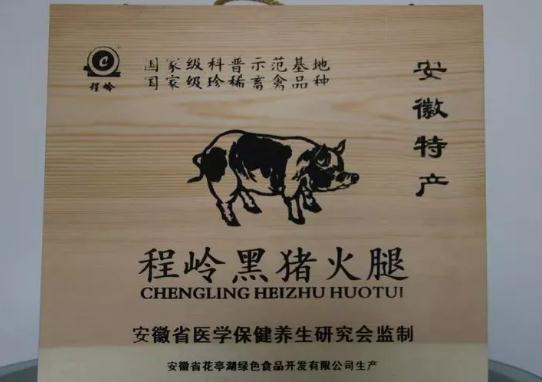 程岭
国家级科普示范基地
国家级珍稀畜禽品种
安徽特产
程岭黑猪火腿
CHENGLING HEIZHU HUOTUI
安徽省医学保健养生研究会监制
安徽省花亭湖绿色食品开发有限公司生产